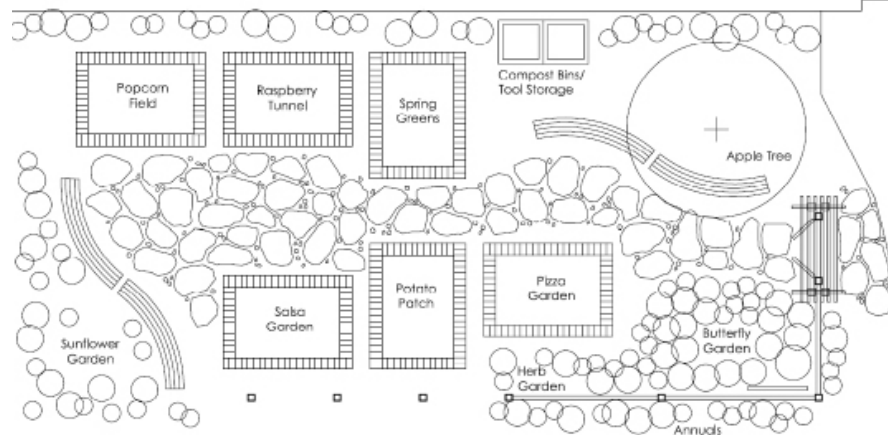 Popcorn
Field
Raspberry
Tunnel
Spring
Greens
Compost Bins/
Tool Storage
Apple Tree
Salsa
Garden
Potato
Patch
Pizza
Garden
Sunflower
Garden
Butterfly
Garden
Herb
Garden
Annuals